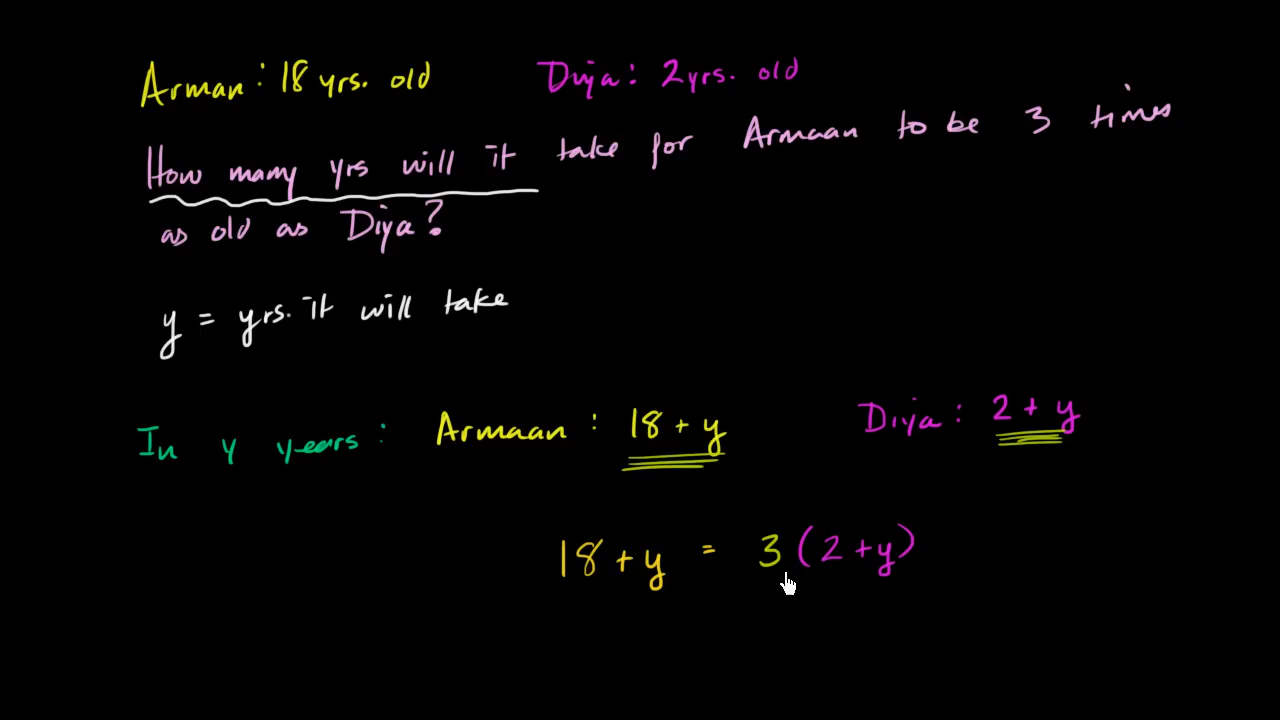 Arman: 18 yrs. old Diya: 2yrs. old
How many yrs will it take for Armaan to be 3 times
as old as Diya?
y = yrs. it will take
In y years: Armaan: 18 + y Diya: 2 + y
18 + y = 3 (2 + y)